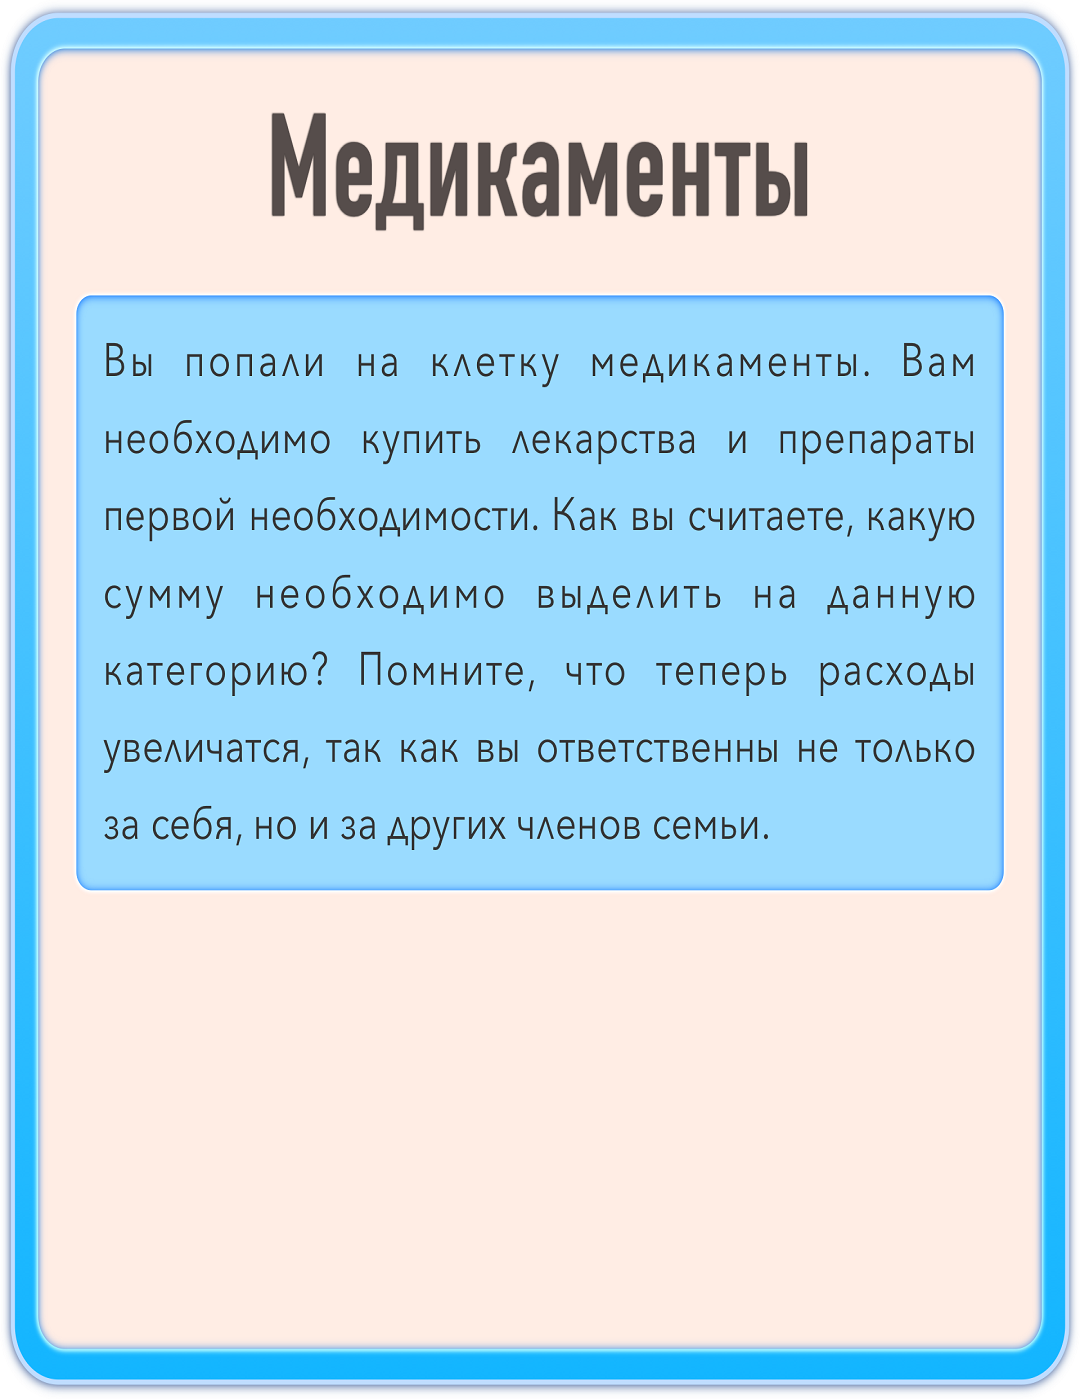 Медикаменты
Вы попали на клетку медикаменты. Вам
необходимо купить лекарства и препараты
первой необходимости. Как вы считаете, какую
сумму необходимо выделить на данную
категорию? Помните, что теперь расходы
увеличатся, так как вы ответственны не только
за себя, но и за других членов семьи.